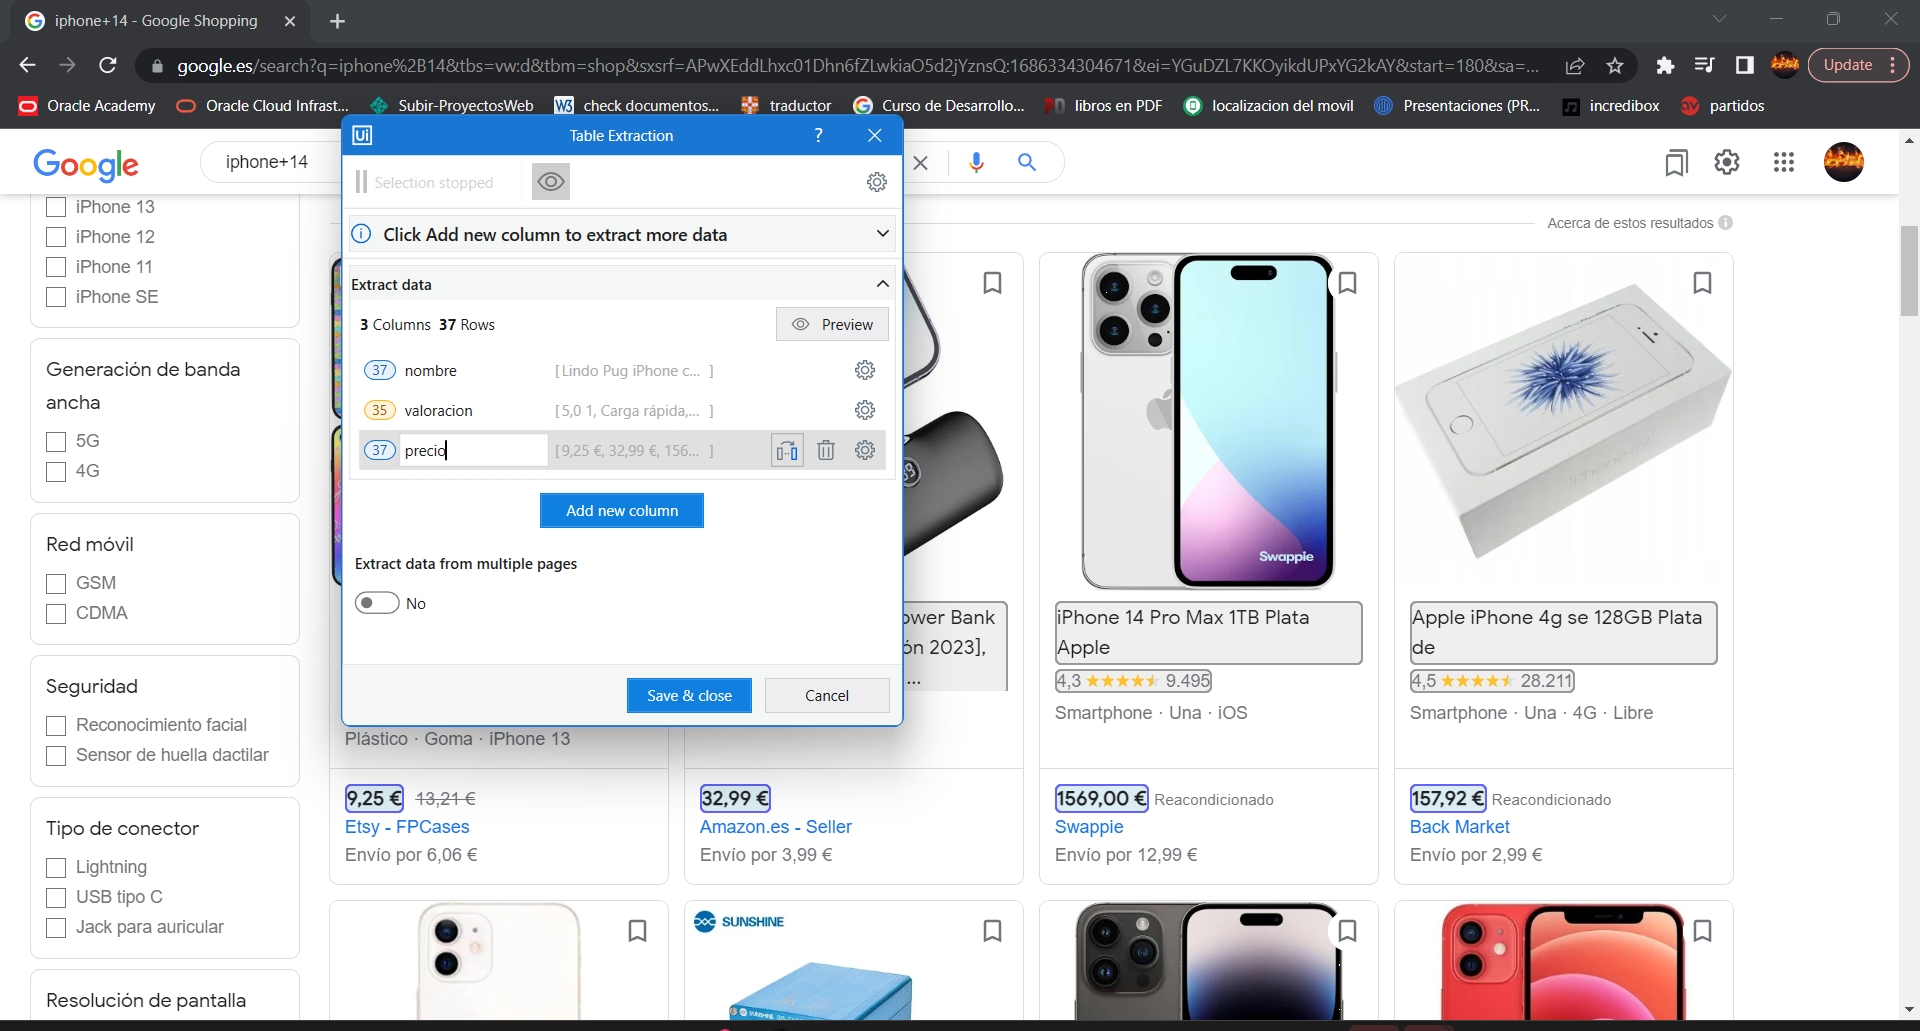 iphone+14 - Google Shopping
google.es/search?q=iphone%2B14&tbs=vw:d&tbm=shop&sxsrf=APwXEddLhxc01Dhn6fZLwkiaO5d2jYznsQ:1686334304671&ei=YGuDZL7KKOyikdUPxYG2kAY&start=180&sa=...
Update
Oracle Academy
Oracle Cloud Infrast...
Subir-ProyectosWeb
W3
check documentos...
traductor
Curso de Desarrollo...
libros en PDF
localizacion del movil
Presentaciones (PR...
incredibox
partidos
Google
iphone+14
Ui
Table Extraction
?
Selection stopped
Click Add new column to extract more data
Extract data
3 Columns 37 Rows
Preview
37 nombre [ Lindo Pug iPhone c... ]
35 valoracion [ 5,0 1, Carga rápida,... ]
37 precio [ 9,25 €, 32,99 €, 156... ]
Add new column
Extract data from multiple pages
No
Save & close
Cancel
iPhone 13
iPhone 12
iPhone 11
iPhone SE
Generación de banda
ancha
5G
4G
Red móvil
GSM
CDMA
Seguridad
Reconocimiento facial
Sensor de huella dactilar
Tipo de conector
Lightning
USB tipo C
Jack para auricular
Resolución de pantalla
Acerca de estos resultados
Plástico · Goma · iPhone 13
9,25 € 13,21 €
Etsy - FPCases
Envío por 6,06 €
ower Bank
ón 2023],
...
32,99 €
Amazon.es - Seller
Envío por 3,99 €
Swappie
iPhone 14 Pro Max 1TB Plata
Apple
4,3 9.495
Smartphone · Una · iOS
1569,00 € Reacondicionado
Swappie
Envío por 12,99 €
Apple iPhone 4g se 128GB Plata
de
4,5 28.211
Smartphone · Una · 4G · Libre
157,92 € Reacondicionado
Back Market
Envío por 2,99 €
SUNSHINE